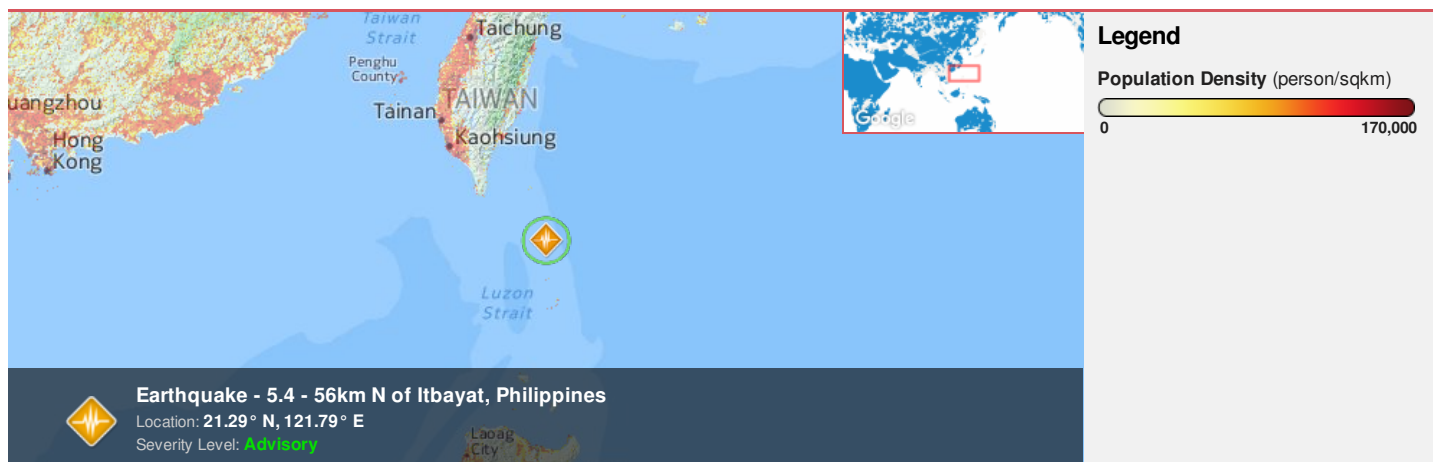 Taiwan
Strait
Taichung
Penghu
County
uangzhou
Tainan
TAIWAN
Hong
Kong
Kaohsiung
Luzon
Strait
Laoag
City
Google
Earthquake - 5.4 - 56km N of Itbayat, Philippines
Location: 21.29° N, 121.79° E
Severity Level: Advisory
Legend
Population Density (person/sqkm)
0 170,000